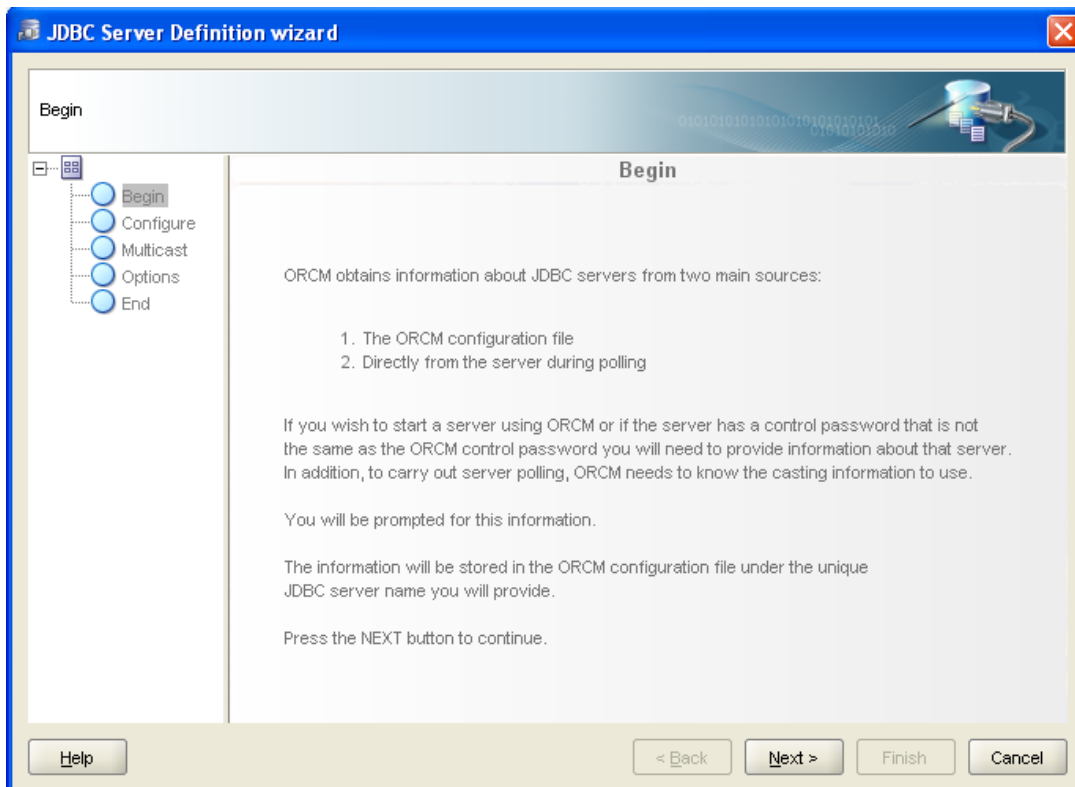 JDBC Server Definition wizard
Begin
010101010101010101010101
01010101010
Begin
Configure
Multicast
Options
End
Begin
ORCM obtains information about JDBC servers from two main sources:
1. The ORCM configuration file
2. Directly from the server during polling
If you wish to start a server using ORCM or if the server has a control password that is not
the same as the ORCM control password you will need to provide information about that server.
In addition, to carry out server polling, ORCM needs to know the casting information to use.
You will be prompted for this information.
The information will be stored in the ORCM configuration file under the unique
JDBC server name you will provide.
Press the NEXT button to continue.
Help
< Back
Next >
Finish
Cancel